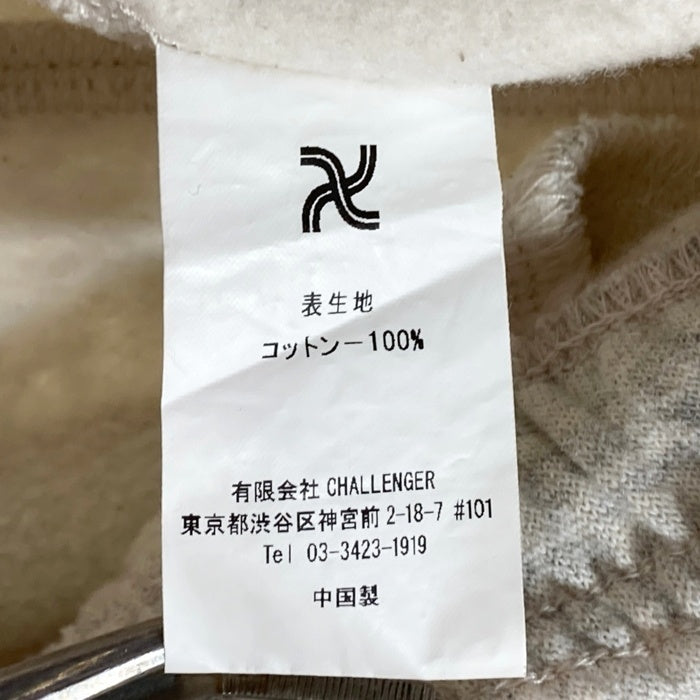 表生地
コットン－100%
有限会社 CHALLENGER
東京都渋谷区神宮前 2-18-7 #101
Tel 03-3423-1919
中国製